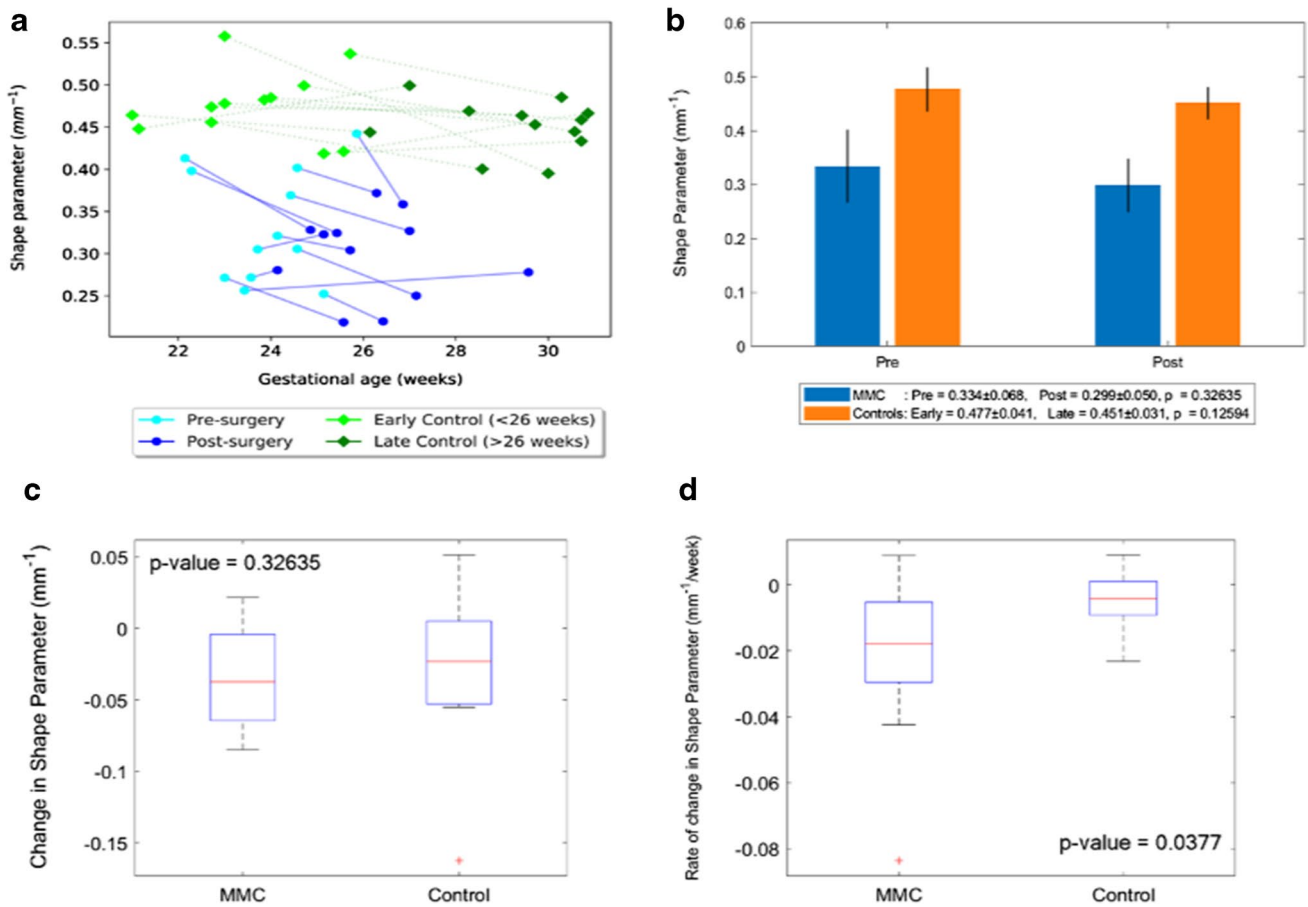 a
0.55
0.50
0.45
0.40
0.35
0.30
0.25
Shape parameter (mm⁻¹)
22 24 26 28 30
Gestational age (weeks)
Pre-surgery Early Control (<26 weeks)
Post-surgery Late Control (>26 weeks)
b
0.6
0.5
0.4
0.3
0.2
0.1
0
Shape Parameter (mm⁻¹)
Pre Post
MMC : Pre = 0.334±0.068, Post = 0.299±0.050, p = 0.32635
Controls: Early = 0.477±0.041, Late = 0.451±0.031, p = 0.12594
c
p-value = 0.32635
0.05
0
-0.05
-0.1
-0.15
Change in Shape Parameter (mm⁻¹)
MMC Control
d
0
-0.02
-0.04
-0.06
-0.08
Rate of change in Shape Parameter (mm⁻¹/week)
p-value = 0.0377
MMC Control